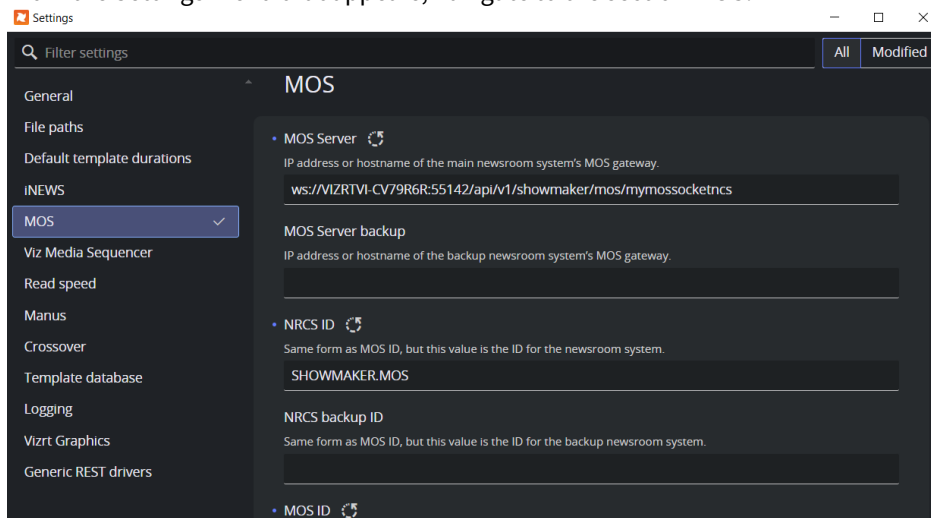 Settings
Filter settings
All
Modified
General
File paths
Default template durations
iNEWS
MOS
Viz Media Sequencer
Read speed
Manus
Crossover
Template database
Logging
Vizrt Graphics
Generic REST drivers
MOS
MOS Server
IP address or hostname of the main newsroom system's MOS gateway.
ws://VIZRTVI-CV79R6R:55142/api/v1/showmaker/mos/mymossocketncs
MOS Server backup
IP address or hostname of the backup newsroom system's MOS gateway.
NRCS ID
Same form as MOS ID, but this value is the ID for the newsroom system.
SHOWMAKER.MOS
NRCS backup ID
Same form as MOS ID, but this value is the ID for the backup newsroom system.
MOS ID